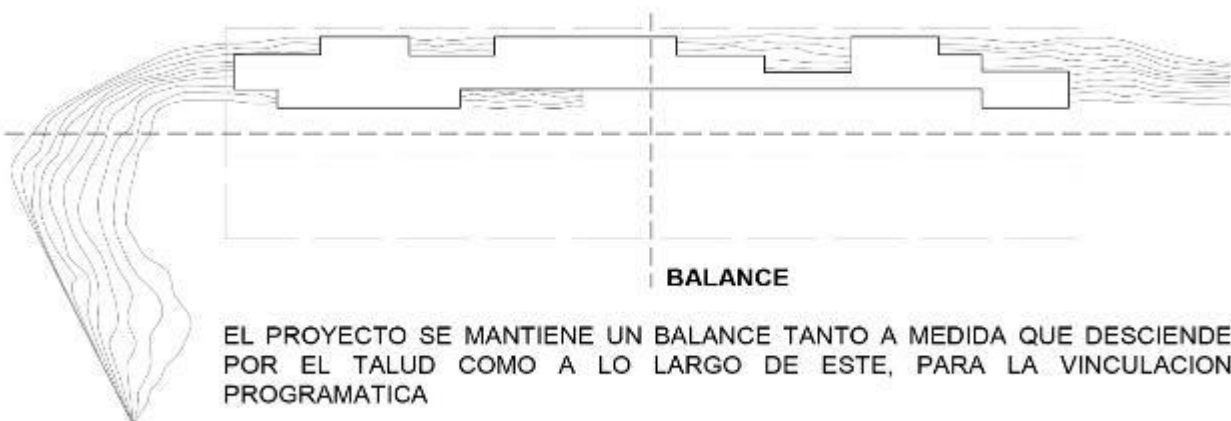 BALANCE
EL PROYECTO SE MANTIENE UN BALANCE TANTO A MEDIDA QUE DESCIENDE
POR EL TALUD COMO A LO LARGO DE ESTE, PARA LA VINCULACION
PROGRAMATICA